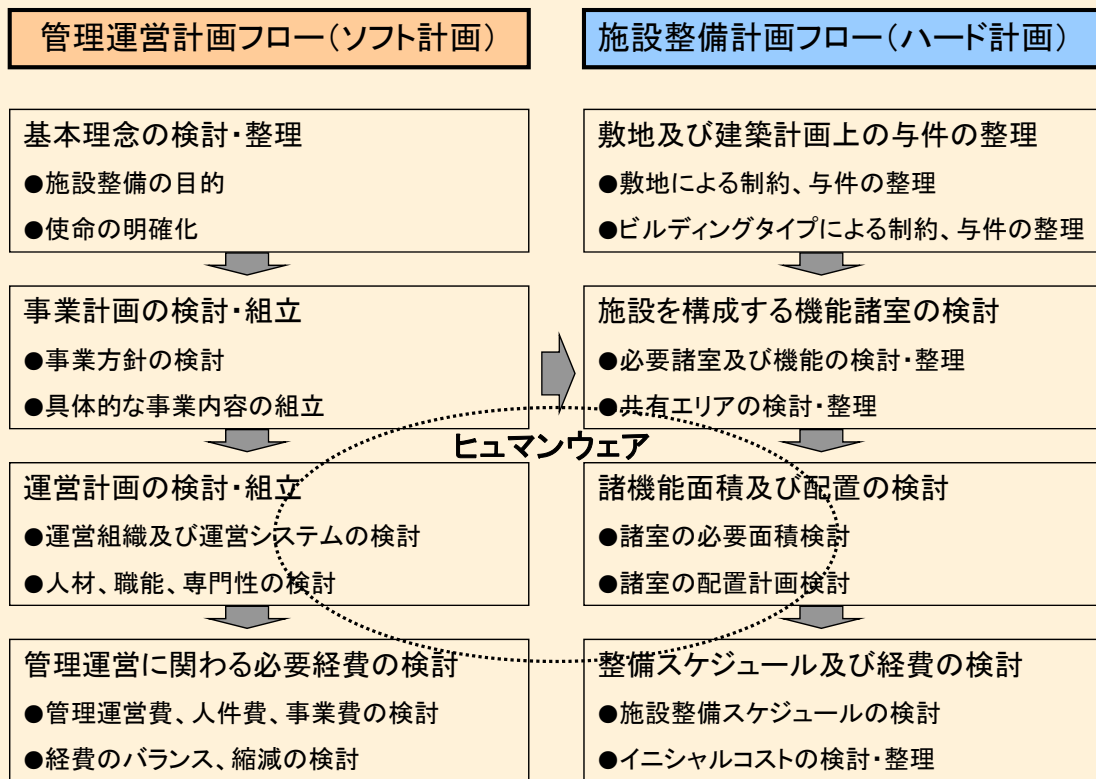 管理運営計画フロー（ソフト計画）
基本理念の検討・整理
●施設整備の目的
●使命の明確化
事業計画の検討・組立
●事業方針の検討
●具体的な事業内容の組立
運営計画の検討・組立
●運営組織及び運営システムの検討
●人材、職能、専門性の検討
管理運営に関わる必要経費の検討
●管理運営費、人件費、事業費の検討
●経費のバランス、縮減の検討
ヒュマンウェア
施設整備計画フロー（ハード計画）
敷地及び建築計画上の与件の整理
●敷地による制約、与件の整理
●ビルディングタイプによる制約、与件の整理
施設を構成する機能諸室の検討
●必要諸室及び機能の検討・整理
●共有エリアの検討・整理
諸機能面積及び配置の検討
●諸室の必要面積検討
●諸室の配置計画検討
整備スケジュール及び経費の検討
●施設整備スケジュールの検討
●イニシャルコストの検討・整理